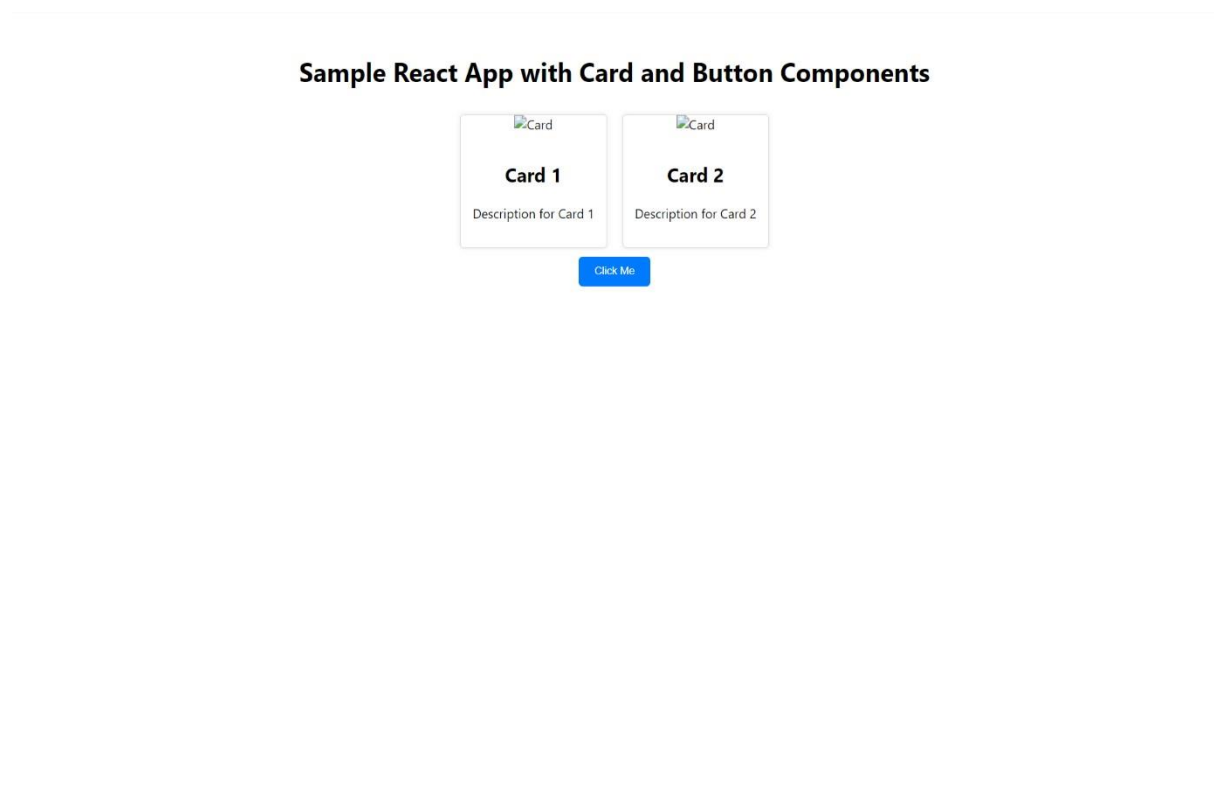 Sample React App with Card and Button Components
Card Card
Card 1 Card 2
Description for Card 1 Description for Card 2
Click Me